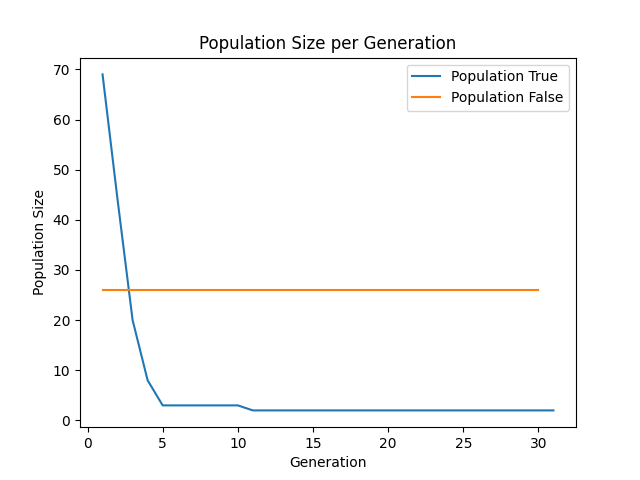 Population Size per Generation
Population True
Population False
70
60
50
40
30
20
10
0
Population Size
0 5 10 15 20 25 30
Generation